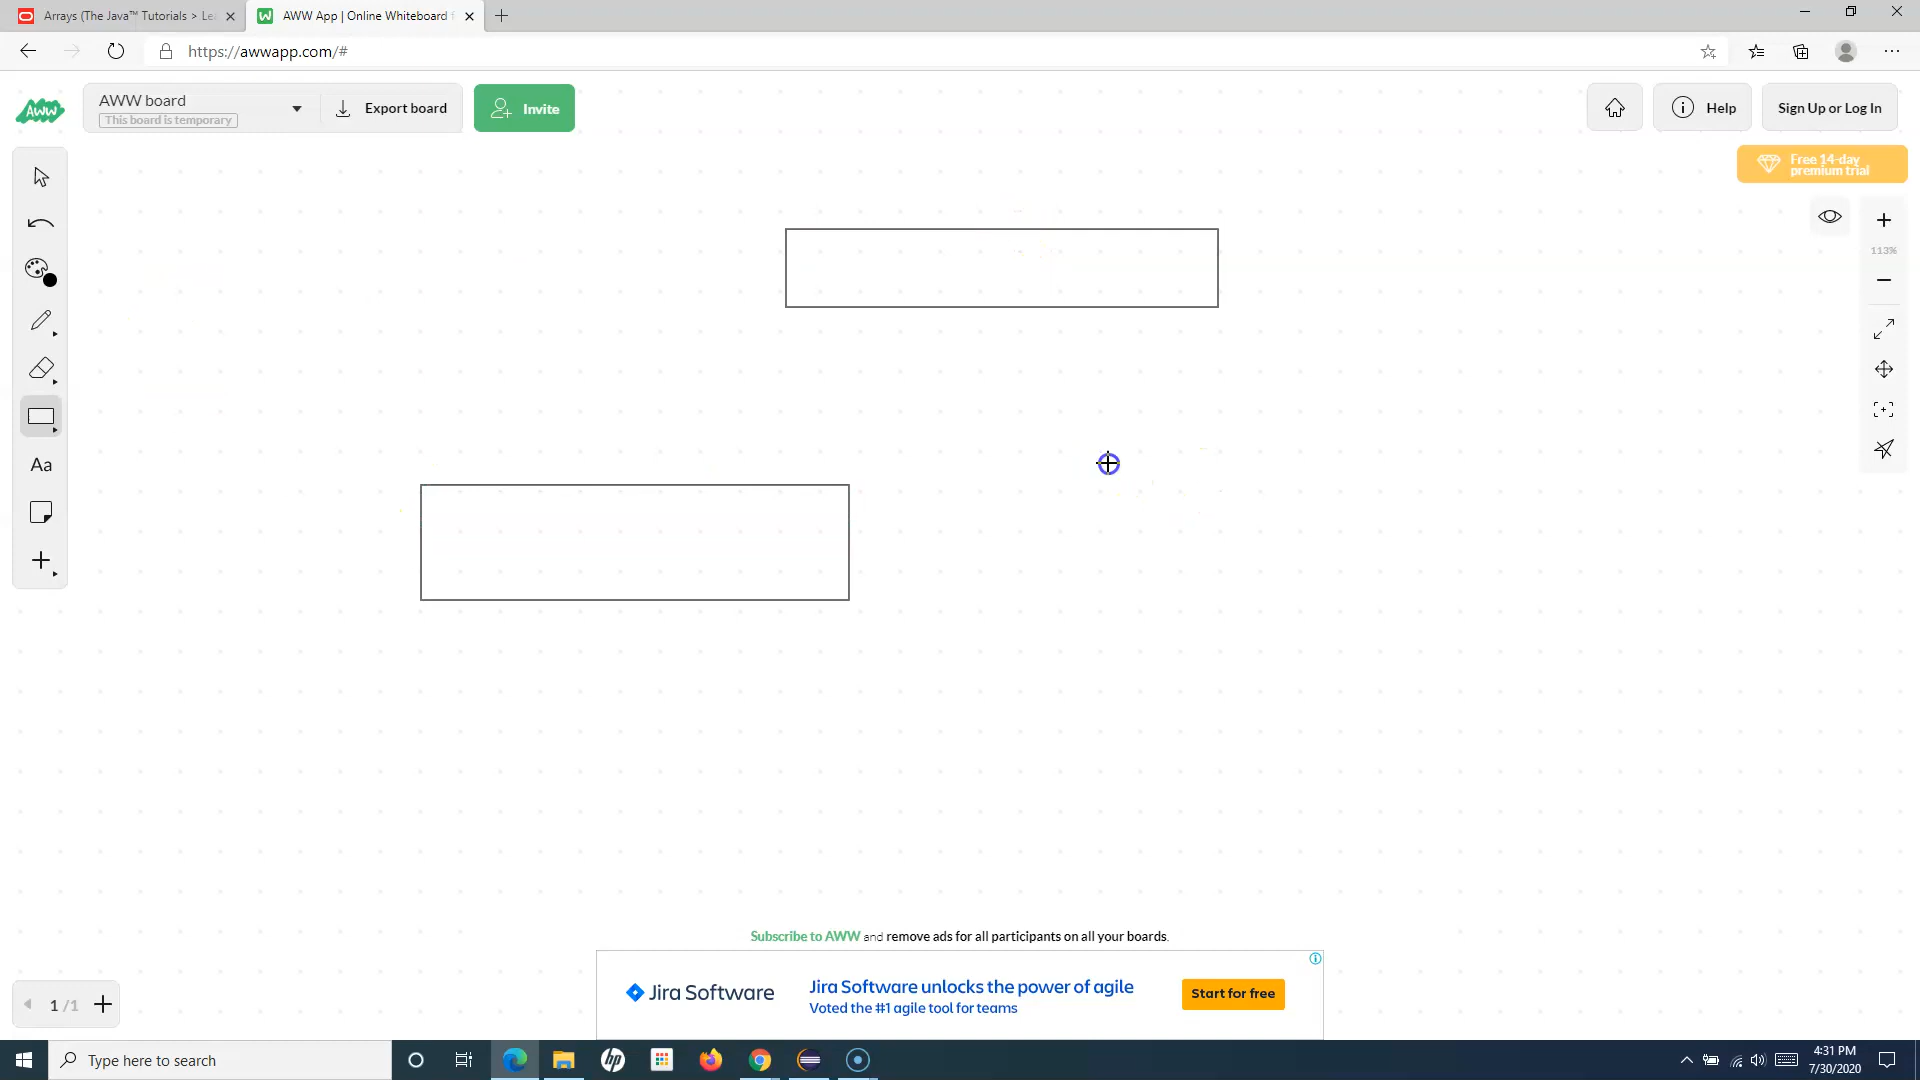 Arrays (The Java™ Tutorials > Le
AWW App | Online Whiteboard f
https://awwapp.com/#
AWW
AWW board
This board is temporary
Export board
Invite
Help
Sign Up or Log In
Free 14-day
premium trial
113%
Aa
Subscribe to AWW and remove ads for all participants on all your boards.
Jira Software
Jira Software unlocks the power of agile
Voted the #1 agile tool for teams
Start for free
1 /1
Type here to search
hp
4:31 PM
7/30/2020